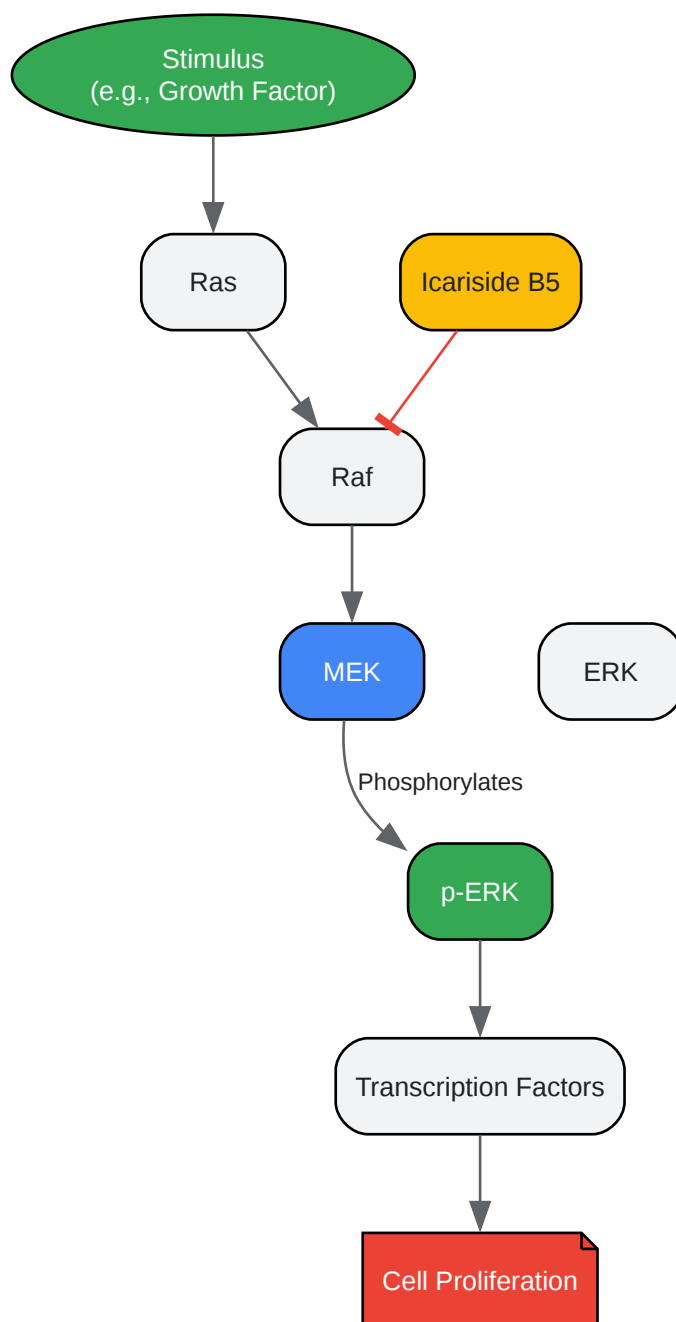 Stimulus
(e.g., Growth Factor)
Ras
Icariside B5
Raf
MEK
ERK
Phosphorylates
p-ERK
Transcription Factors
Cell Proliferation